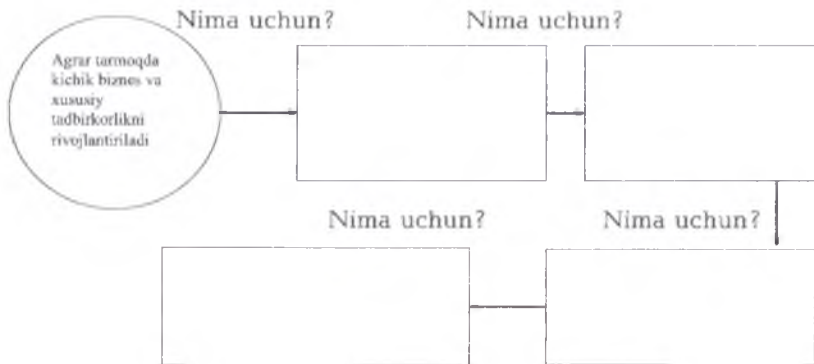 Nima uchun?
Nima uchun?
Agrar tarmoqda
kichik biznes va
xususiy
tadbirkorlikni
rivojlantiriladi
Nima uchun?
Nima uchun?